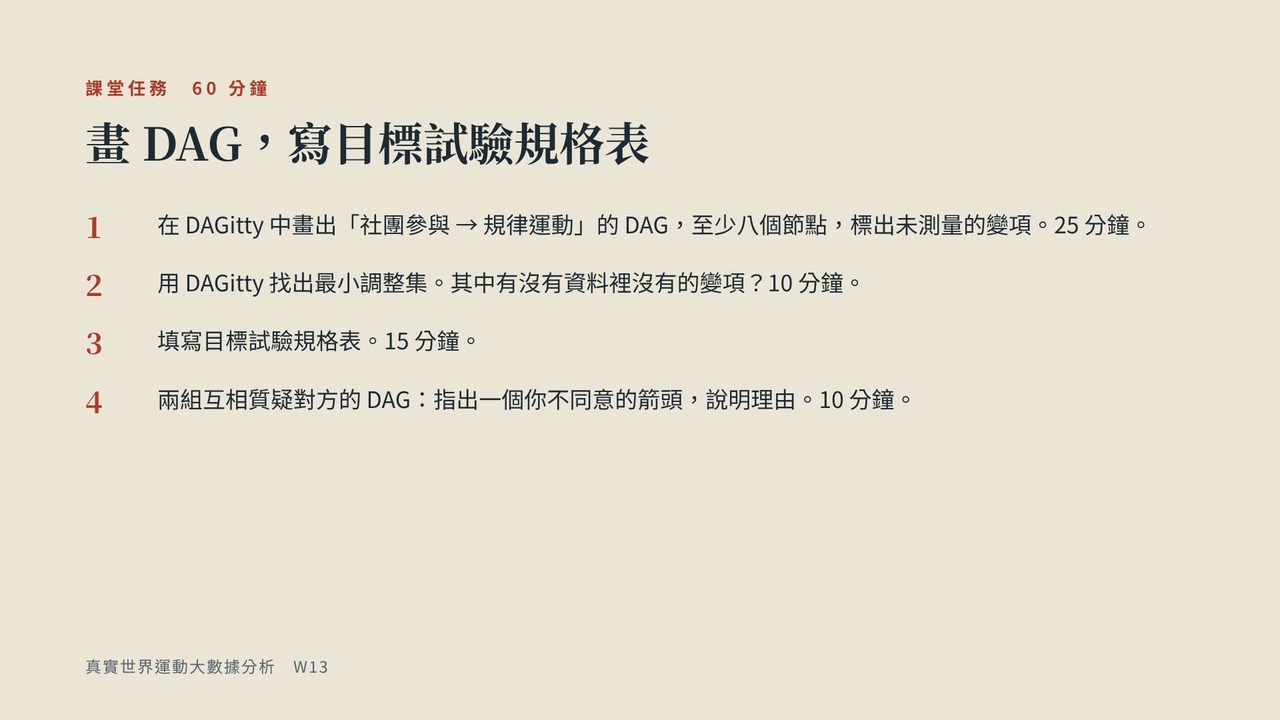 課堂任務 60 分鐘
畫 DAG，寫目標試驗規格表
1 在 DAGitty 中畫出「社團參與 → 規律運動」的 DAG，至少八個節點，標出未測量的變項。25 分鐘。
2 用 DAGitty 找出最小調整集。其中有沒有資料裡沒有的變項？10 分鐘。
3 填寫目標試驗規格表。15 分鐘。
4 兩組互相質疑對方的 DAG：指出一個你不同意的箭頭，說明理由。10 分鐘。
真實世界運動大數據分析 W13